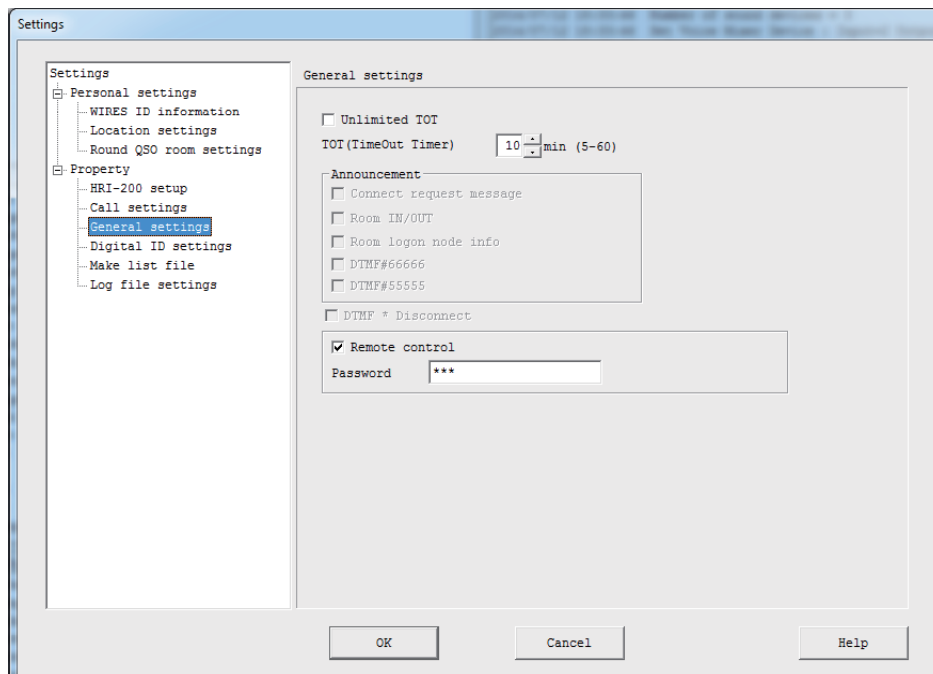 Settings
Settings
Personal settings
WIRES ID information
Location settings
Round QSO room settings
Property
HRI-200 setup
Call settings
General settings
Digital ID settings
Make list file
Log file settings
General settings
Unlimited TOT
TOT(TimeOut Timer) 10 min (5-60)
Announcement
Connect request message
Room IN/OUT
Room logon node info
DTMF#66666
DTMF#55555
DTMF * Disconnect
Remote control
Password ***
OK Cancel Help